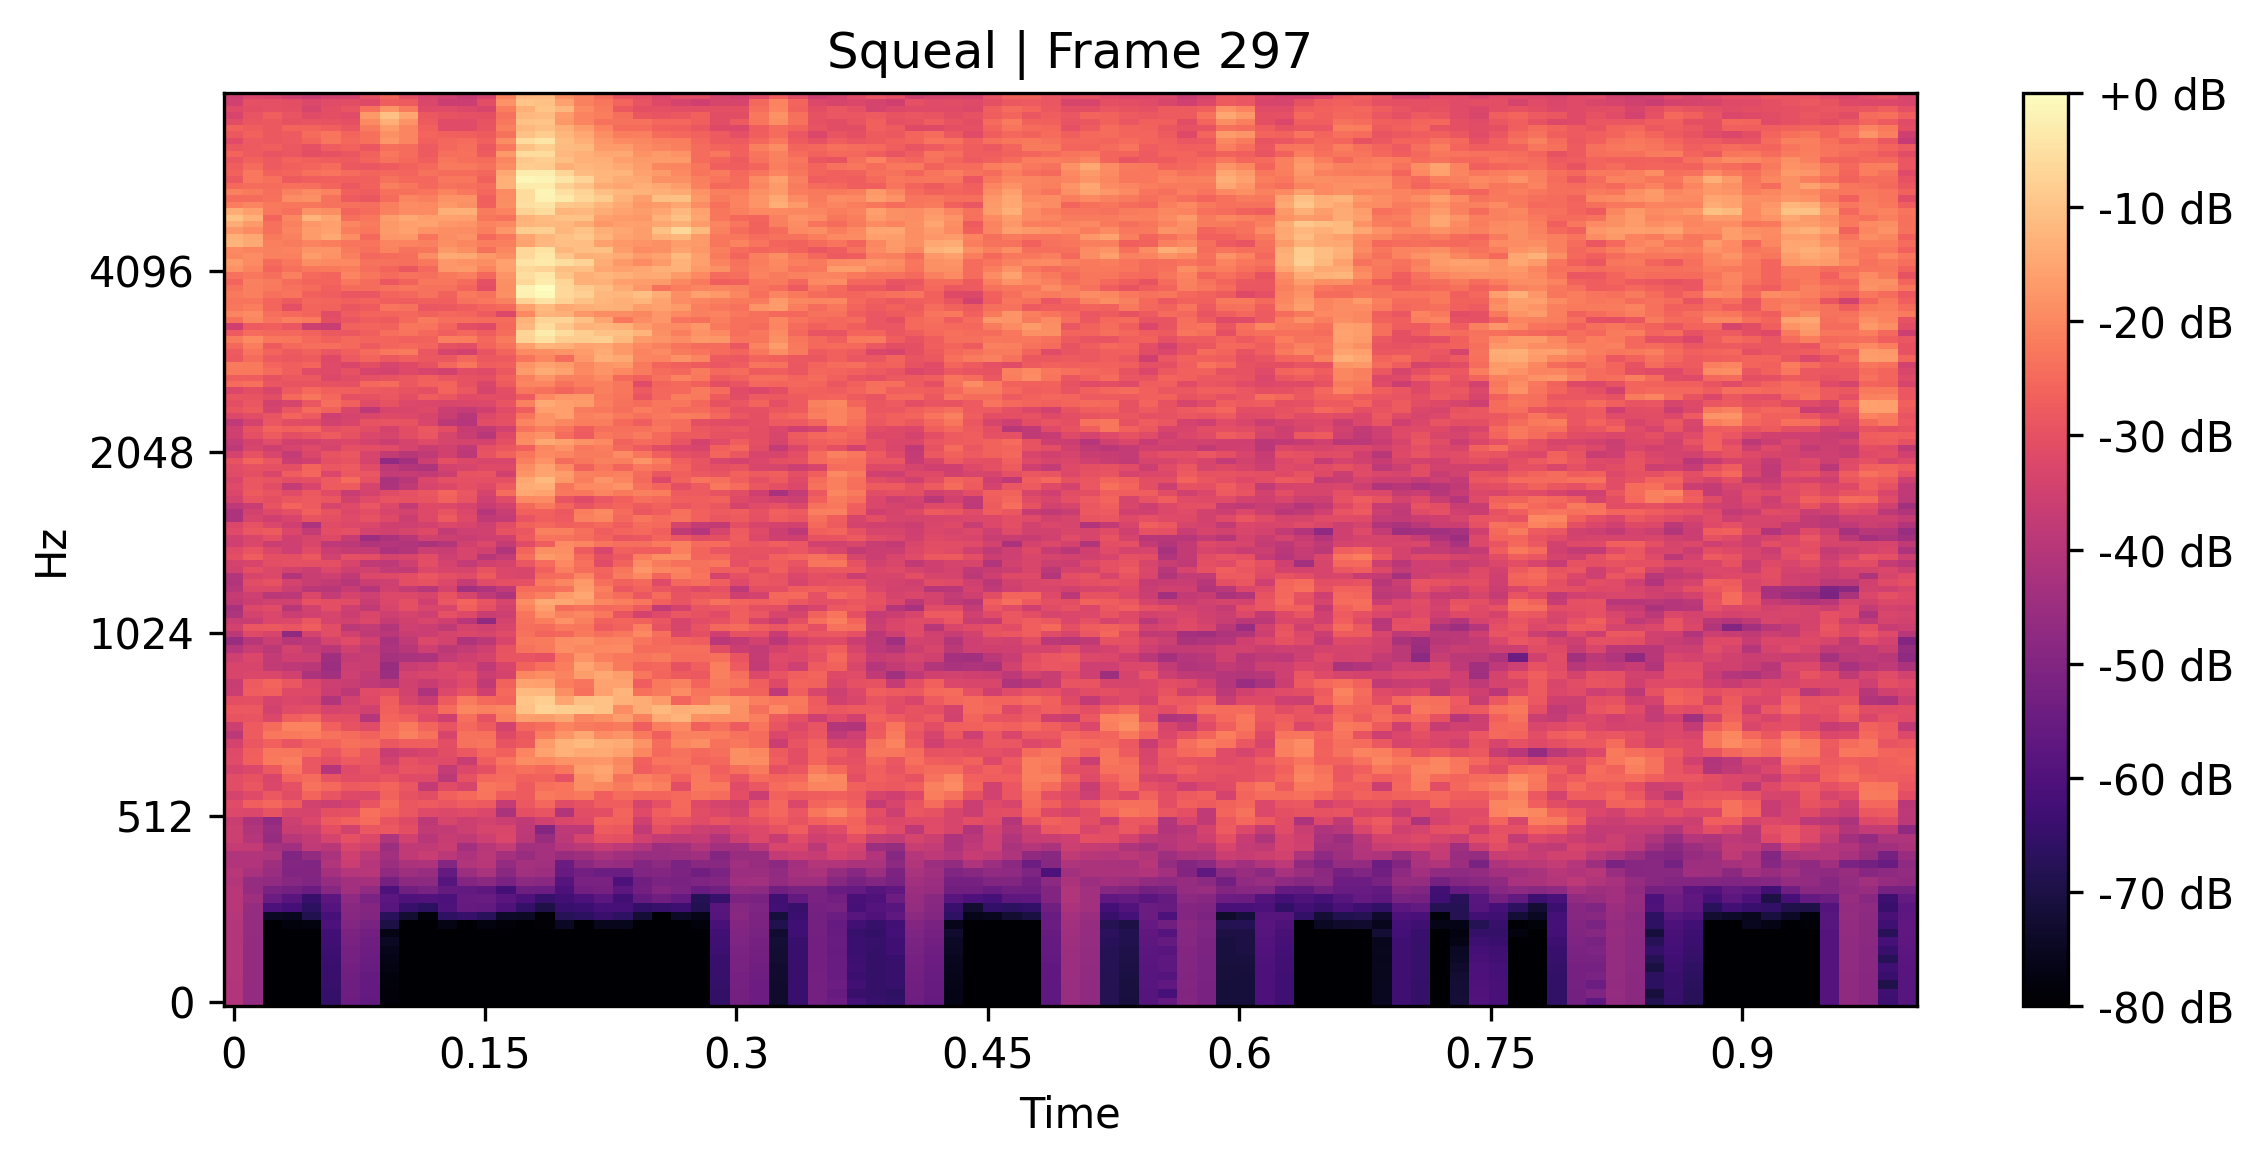 Squeal | Frame 297
+0 dB
-10 dB
-20 dB
-30 dB
-40 dB
-50 dB
-60 dB
-70 dB
-80 dB
Hz
4096
2048
1024
512
0
0 0.15 0.3 0.45 0.6 0.75 0.9
Time